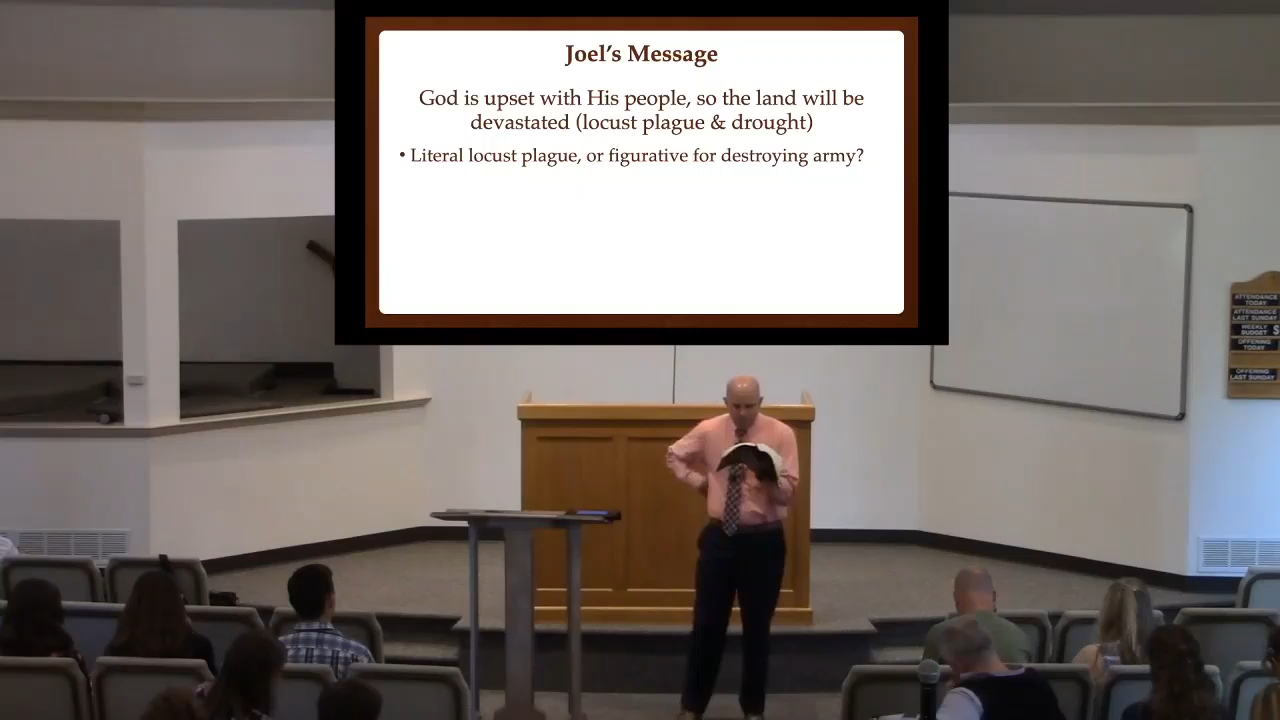 Joel's Message
God is upset with His people, so the land will be
devastated (locust plague & drought)
• Literal locust plague, or figurative for destroying army?
ATTENDANCE
TODAY
ATTENDANCE
LAST SUNDAY
WEEKLY
BUDGET $
OFFERING
TODAY
OFFERING
LAST SUNDAY